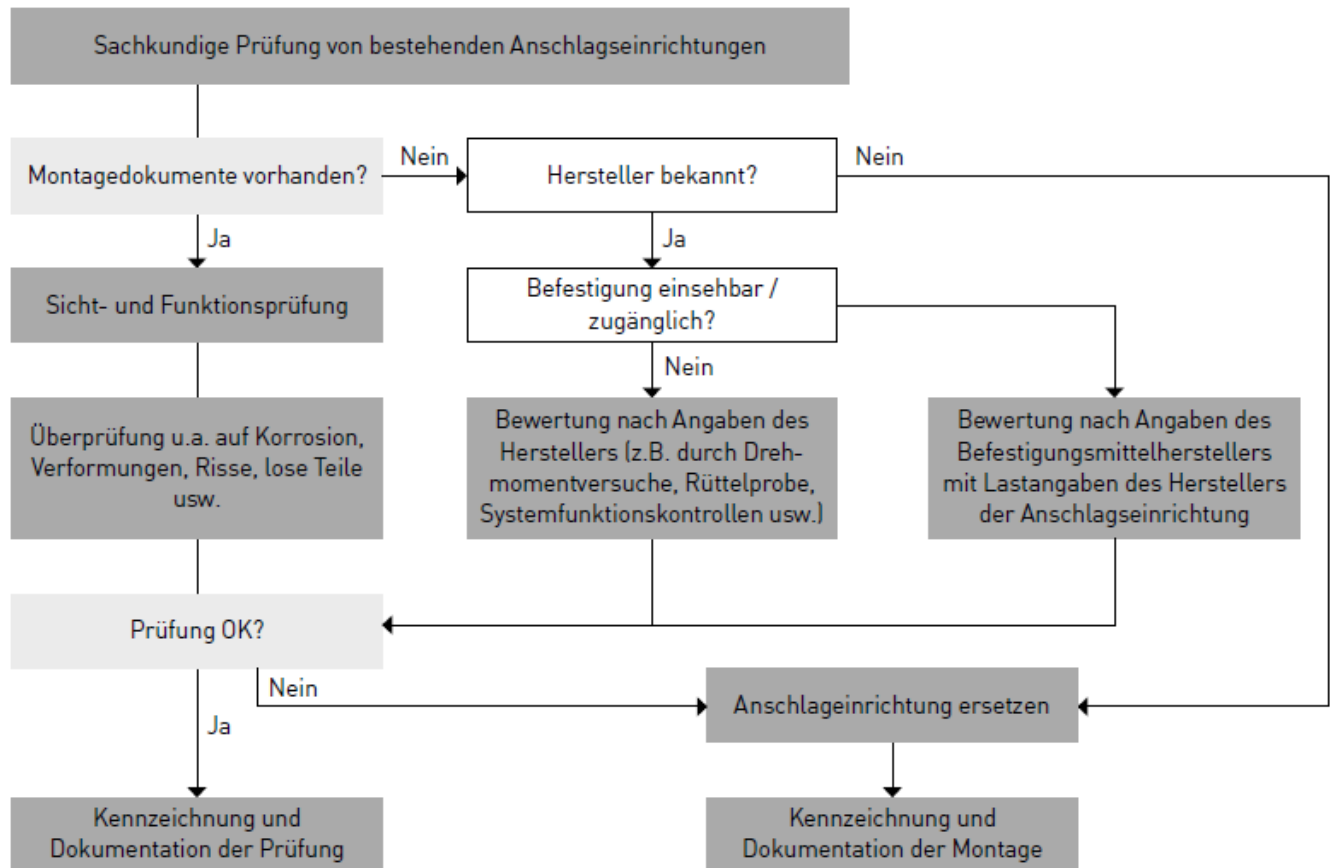 Sachkundige Prüfung von bestehenden Anschlagseinrichtungen
Montagedokumente vorhanden?
Nein
Hersteller bekannt?
Nein
Ja
Ja
Sicht- und Funktionsprüfung
Befestigung einsehbar /
zugänglich?
Nein
Überprüfung u.a. auf Korrosion,
Verformungen, Risse, lose Teile
usw.
Bewertung nach Angaben des
Herstellers (z.B. durch Dreh-
momentversuche, Rüttelprobe,
Systemfunktionskontrollen usw.)
Bewertung nach Angaben des
Befestigungsmittelherstellers
mit Lastangaben des Herstellers
der Anschlagseinrichtung
Prüfung OK?
Nein
Ja
Anschlageinrichtung ersetzen
Kennzeichnung und
Dokumentation der Prüfung
Kennzeichnung und
Dokumentation der Montage